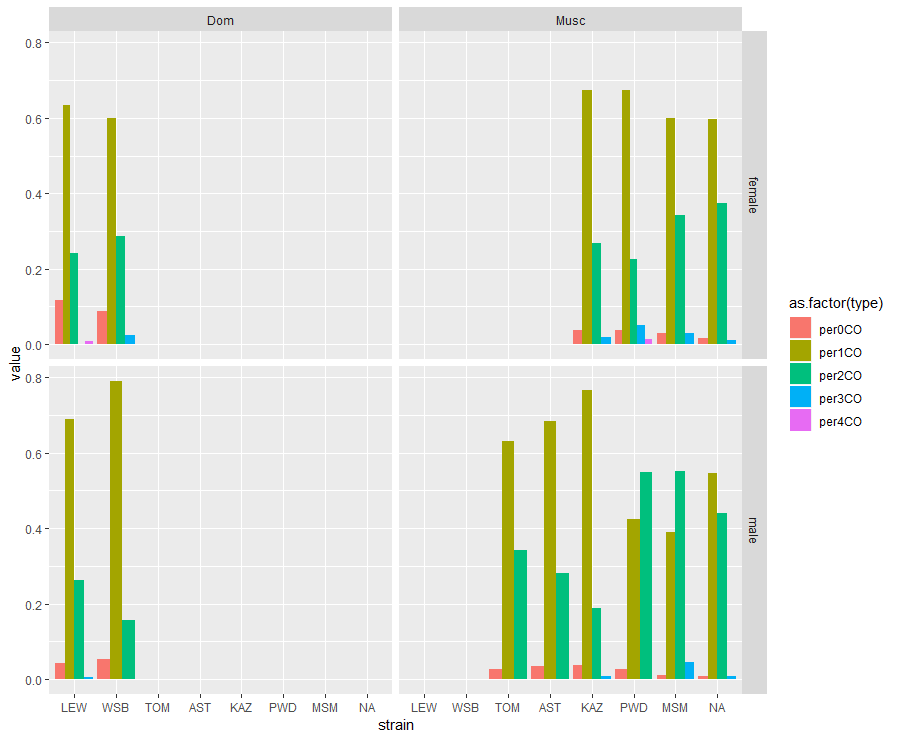 Dom
Musc
0.8
0.6
0.4
0.2
0.0
female
0.8
0.6
0.4
0.2
0.0
male
value
LEW WSB TOM AST KAZ PWD MSM NA
LEW WSB TOM AST KAZ PWD MSM NA
strain
as.factor(type)
per0CO
per1CO
per2CO
per3CO
per4CO